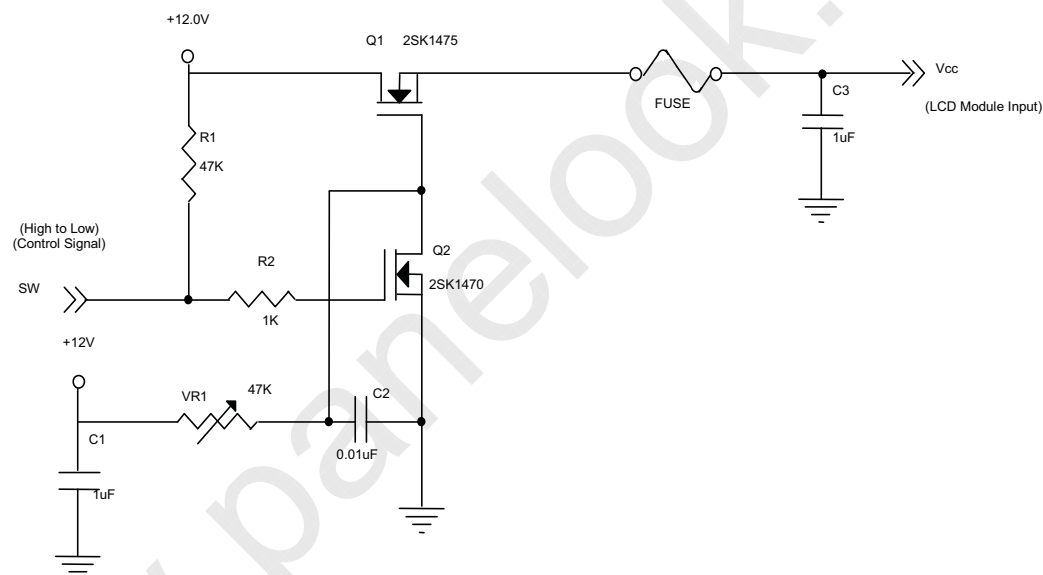 +12.0V
Q1 2SK1475
Vcc
FUSE
C3
(LCD Module Input)
R1
1uF
47K
(High to Low)
(Control Signal)
Q2
R2
2SK1470
SW
1K
+12V
47K
VR1
C2
C1
0.01uF
1uF
panelook.